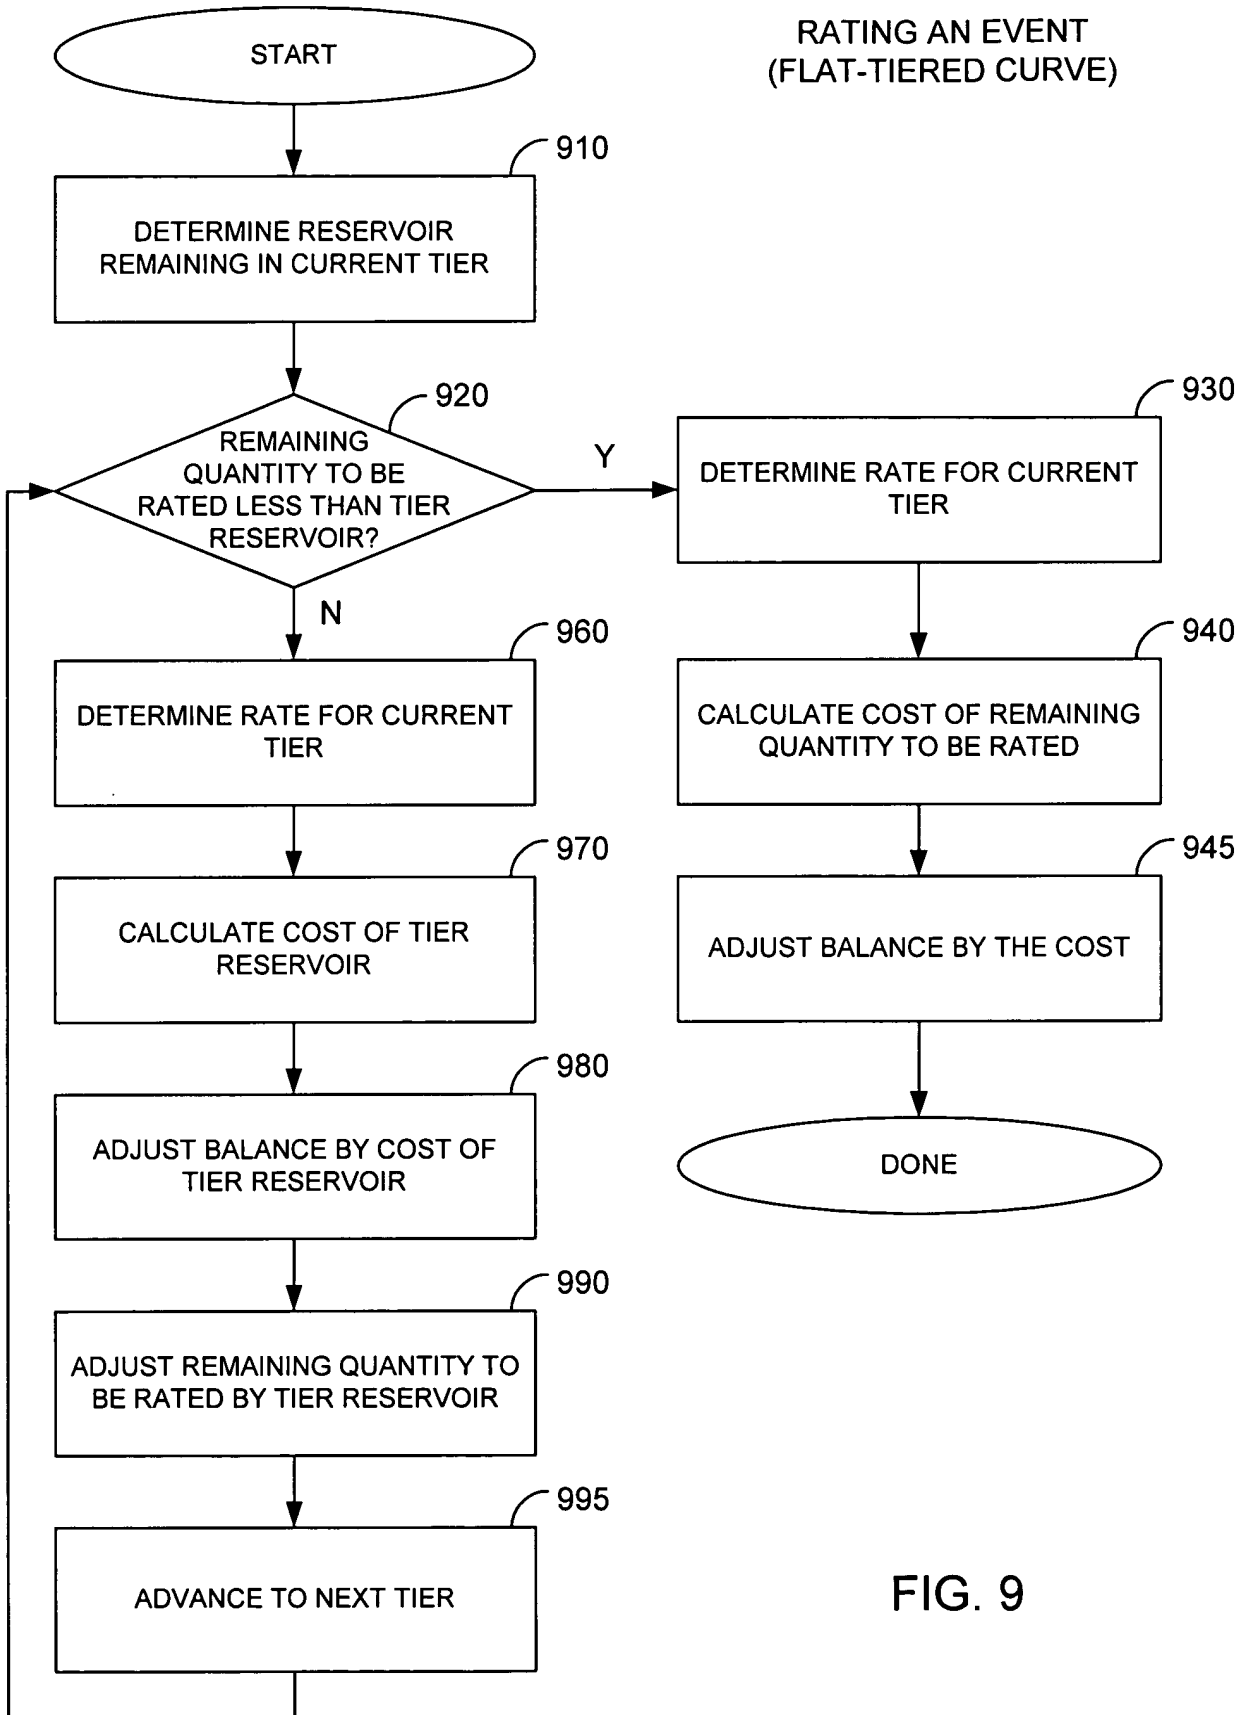 RATING AN EVENT
(FLAT-TIERED CURVE)
START
910
DETERMINE RESERVOIR
REMAINING IN CURRENT TIER
920
REMAINING
QUANTITY TO BE
RATED LESS THAN TIER
RESERVOIR?
Y
N
930
DETERMINE RATE FOR CURRENT
TIER
940
CALCULATE COST OF REMAINING
QUANTITY TO BE RATED
945
ADJUST BALANCE BY THE COST
DONE
960
DETERMINE RATE FOR CURRENT
TIER
970
CALCULATE COST OF TIER
RESERVOIR
980
ADJUST BALANCE BY COST OF
TIER RESERVOIR
990
ADJUST REMAINING QUANTITY TO
BE RATED BY TIER RESERVOIR
995
ADVANCE TO NEXT TIER
FIG. 9